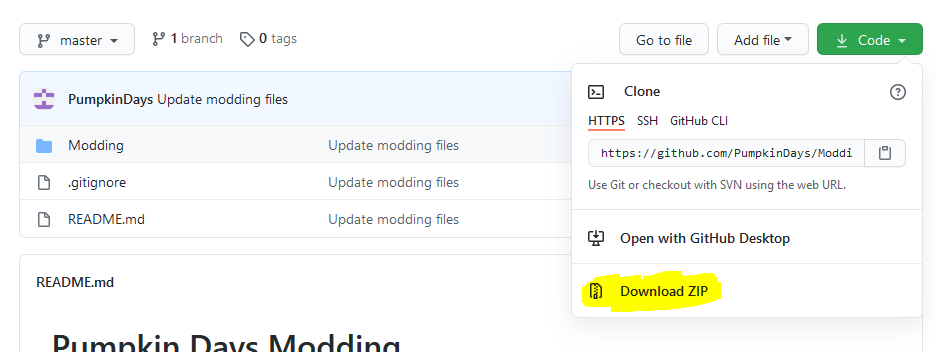 master 1 branch 0 tags Go to file Add file Code
PumpkinDays Update modding files
Clone
HTTPS SSH GitHub CLI
https://github.com/PumpkinDays/Moddi
Use Git or checkout with SVN using the web URL.
Open with GitHub Desktop
Download ZIP
Modding Update modding files
.gitignore Update modding files
README.md Update modding files
README.md
Pumpkin Days Modding